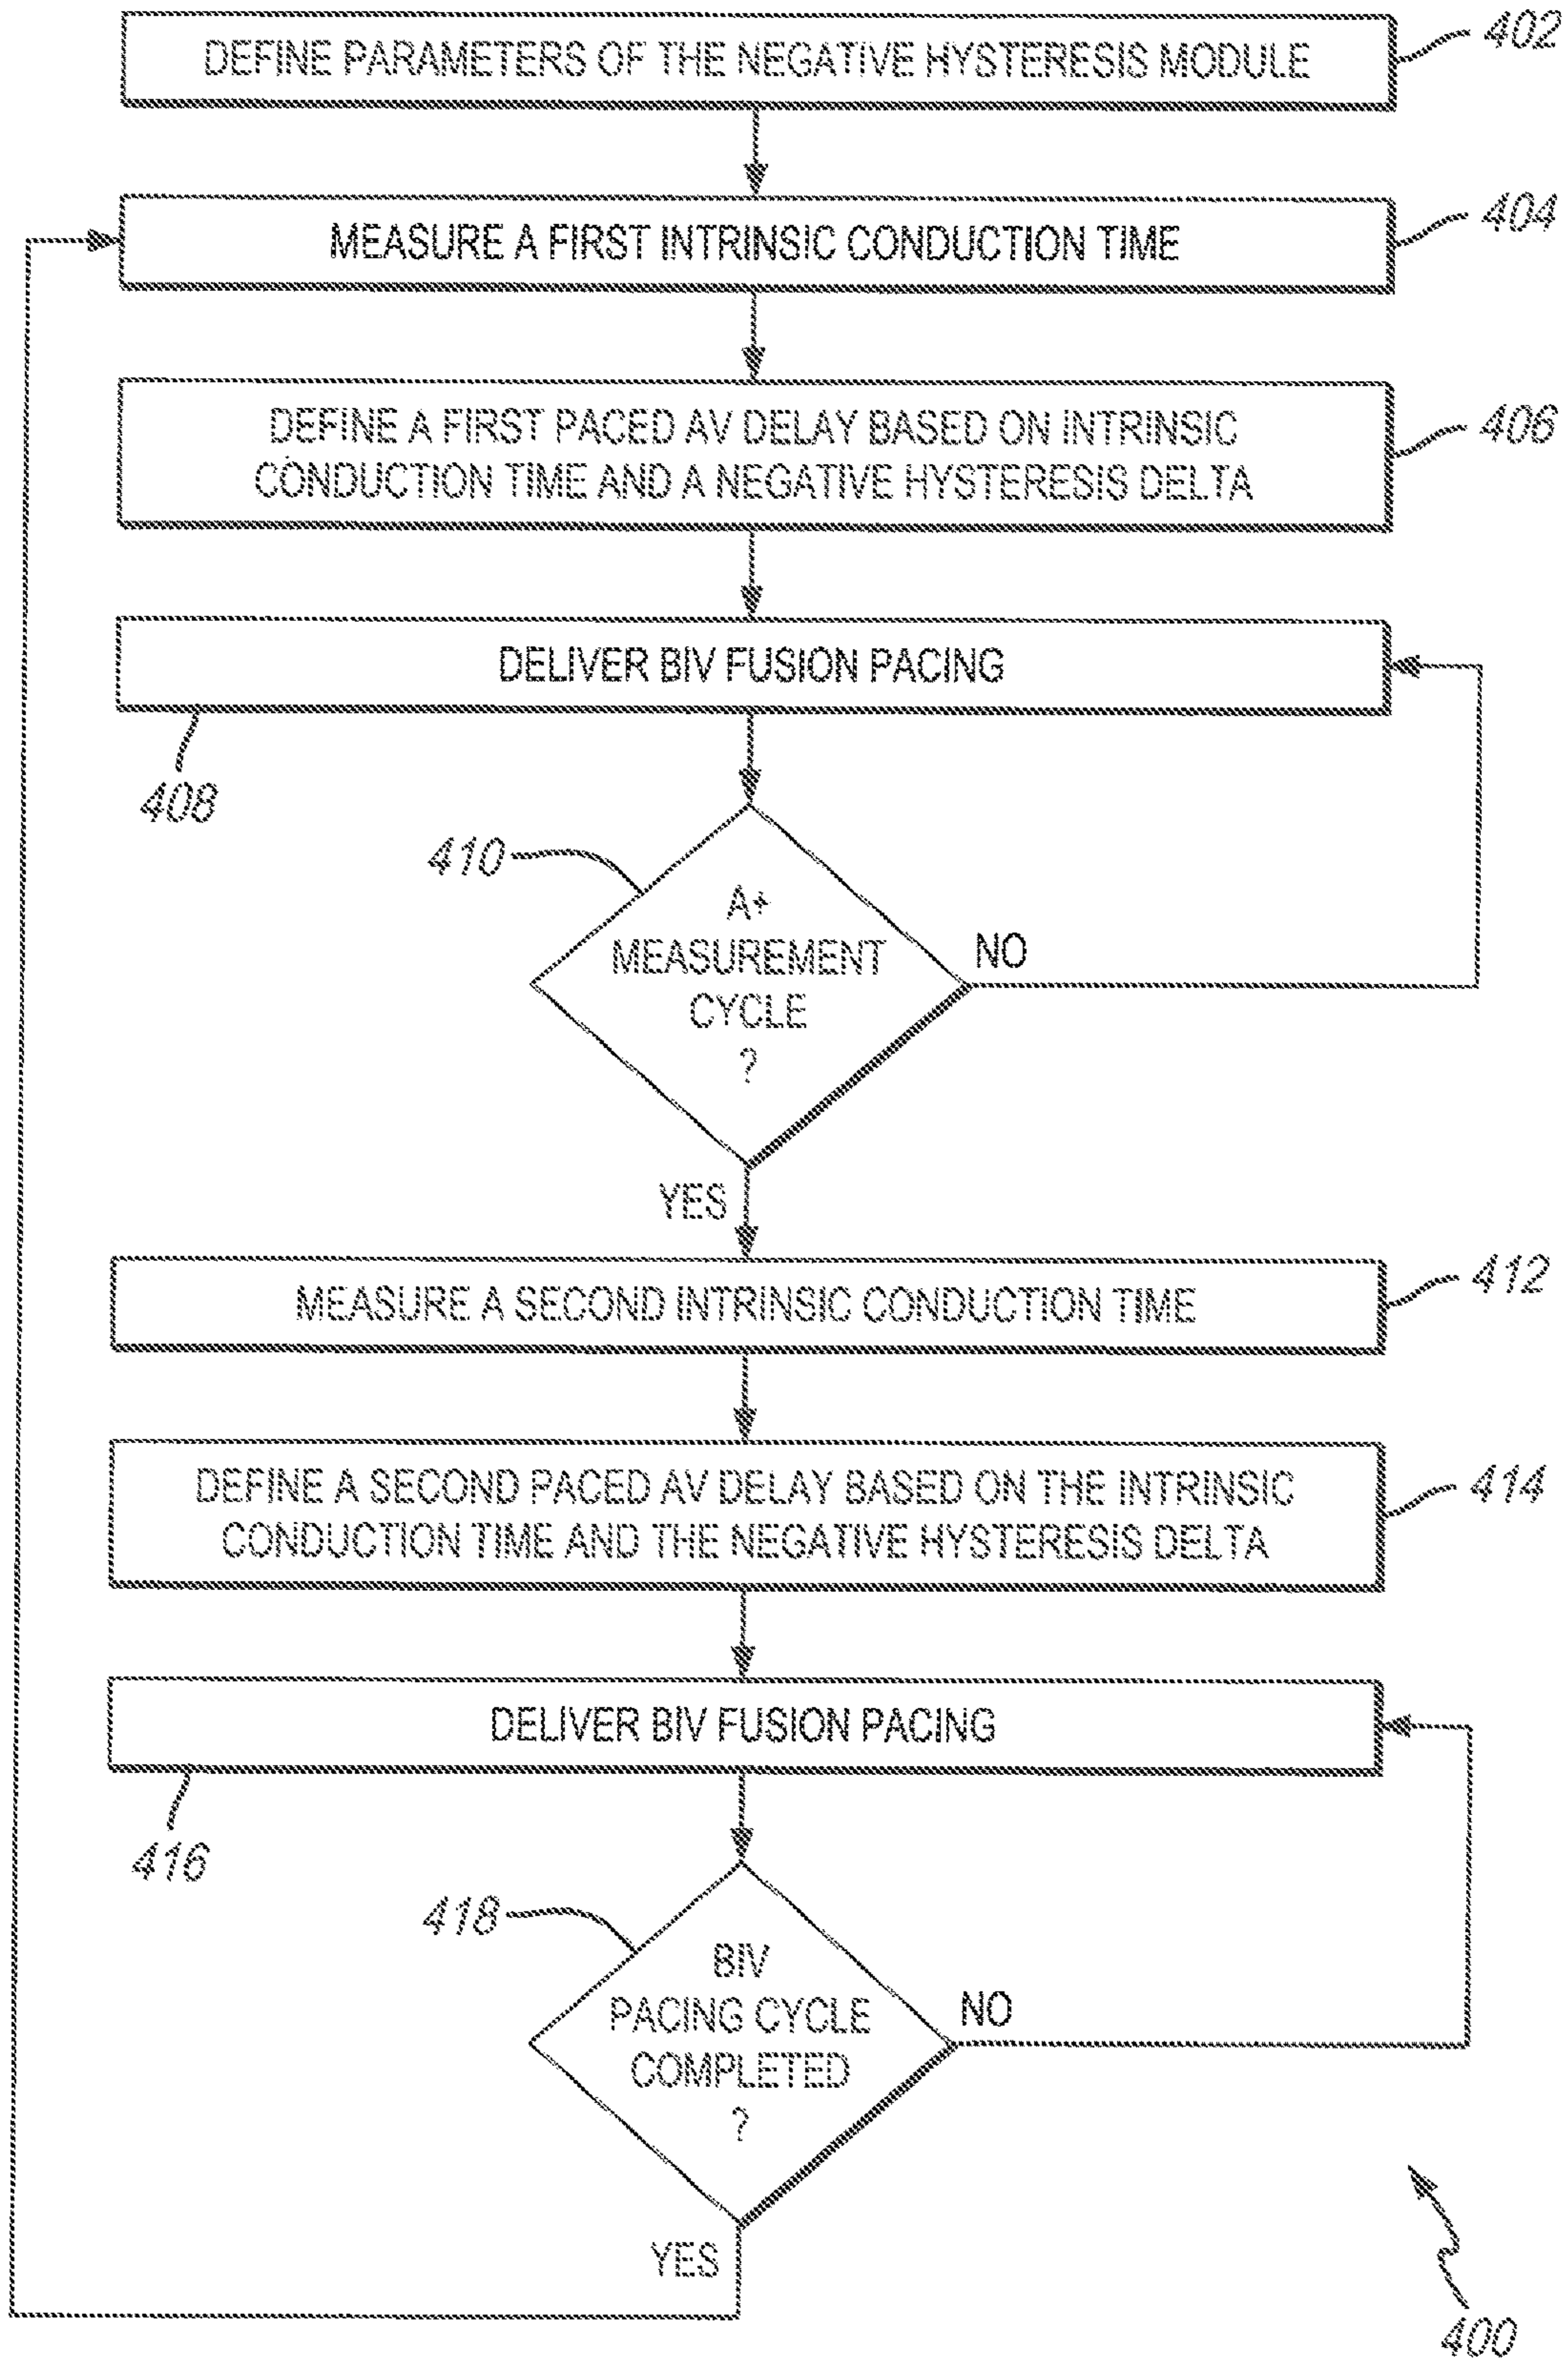 DEFINE PARAMETERS OF THE NEGATIVE HYSTERESIS MODULE
402
MEASURE A FIRST INTRINSIC CONDUCTION TIME
404
DEFINE A FIRST PACED AV DELAY BASED ON INTRINSIC
CONDUCTION TIME AND A NEGATIVE HYSTERESIS DELTA
406
DELIVER BIV FUSION PACING
408
410
A+
MEASUREMENT
CYCLE
?
NO
YES
MEASURE A SECOND INTRINSIC CONDUCTION TIME
412
DEFINE A SECOND PACED AV DELAY BASED ON THE INTRINSIC
CONDUCTION TIME AND THE NEGATIVE HYSTERESIS DELTA
414
DELIVER BIV FUSION PACING
416
418
BIV
PACING CYCLE
COMPLETED
?
NO
YES
400